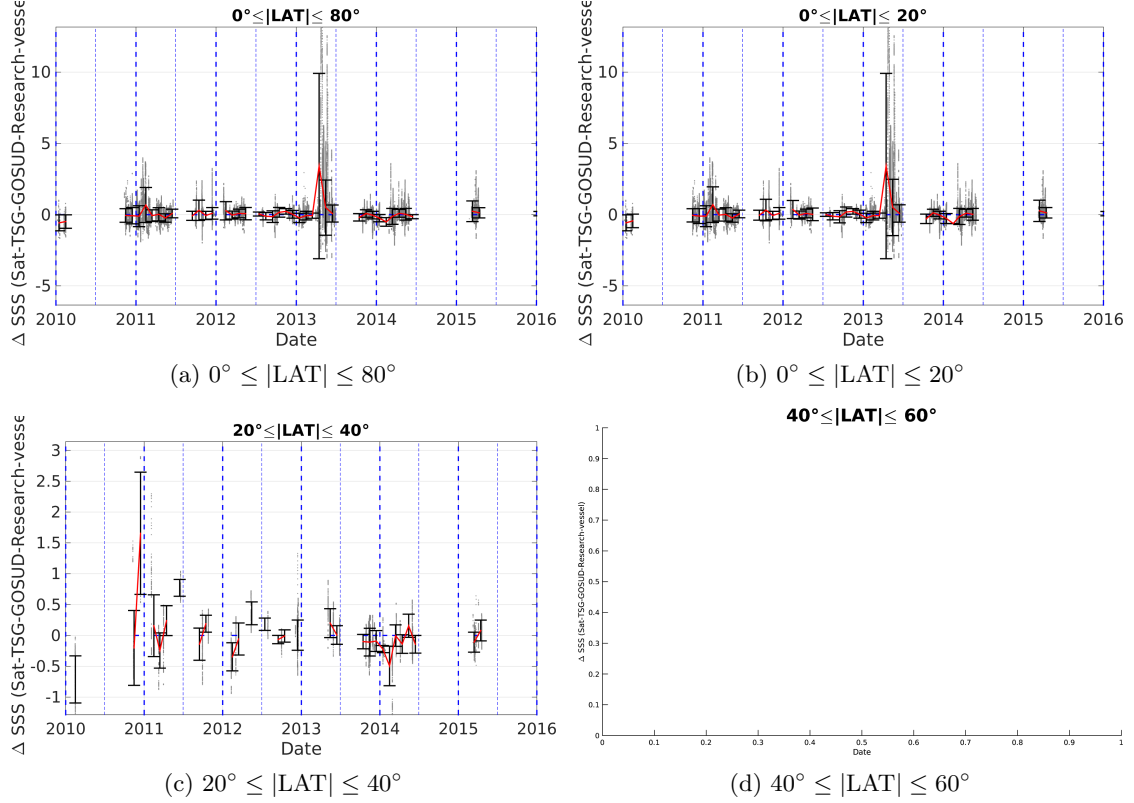 0°≤|LAT|≤ 80°
Δ SSS (Sat-TSG-GOSUD-Research-vesse
10
5
0
-5
2010 2011 2012 2013 2014 2015 2016
Date
(a) 0° ≤ |LAT| ≤ 80°
0°≤|LAT|≤ 20°
Δ SSS (Sat-TSG-GOSUD-Research-vesse
10
5
0
-5
2010 2011 2012 2013 2014 2015 2016
Date
(b) 0° ≤ |LAT| ≤ 20°
20°≤|LAT|≤ 40°
Δ SSS (Sat-TSG-GOSUD-Research-vesse
3
2.5
2
1.5
1
0.5
0
-0.5
-1
2010 2011 2012 2013 2014 2015 2016
Date
(c) 20° ≤ |LAT| ≤ 40°
40°≤|LAT|≤ 60°
Δ SSS (Sat-TSG-GOSUD-Research-vessel)
1
0.9
0.8
0.7
0.6
0.5
0.4
0.3
0.2
0.1
0
0 0.1 0.2 0.3 0.4 0.5 0.6 0.7 0.8 0.9 1
Date
(d) 40° ≤ |LAT| ≤ 60°